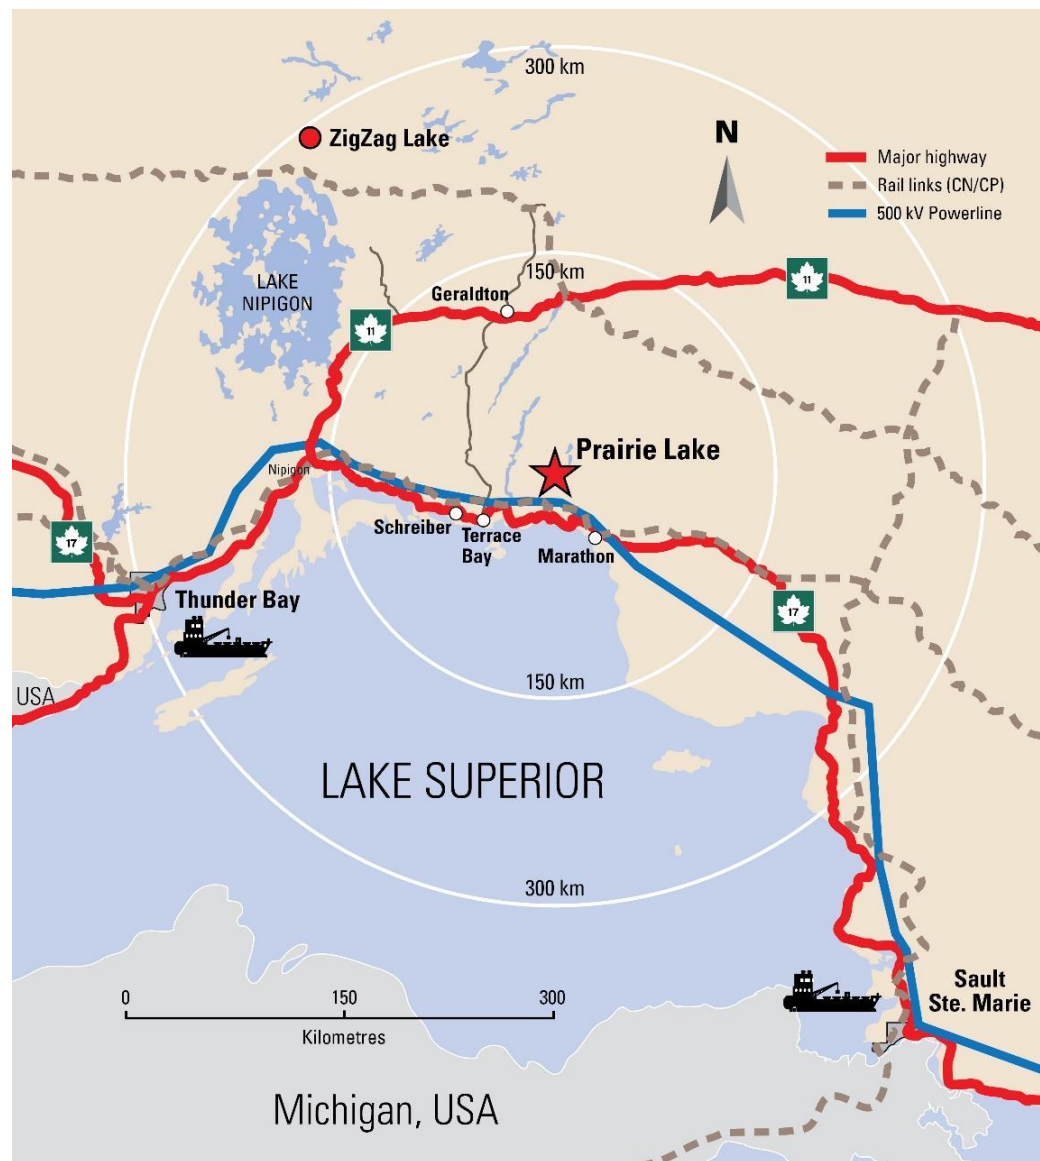 300 km
ZigZag Lake
N
Major highway
Rail links (CN/CP)
500 kV Powerline
150 km
11
Geraldton
LAKE
NIPIGON
11
Prairie Lake
Nipigon
Schreiber
Terrace
Bay
Marathon
17
Thunder Bay
17
150 km
USA
LAKE SUPERIOR
300 km
Sault
Ste. Marie
0 150 300
Kilometres
Michigan, USA